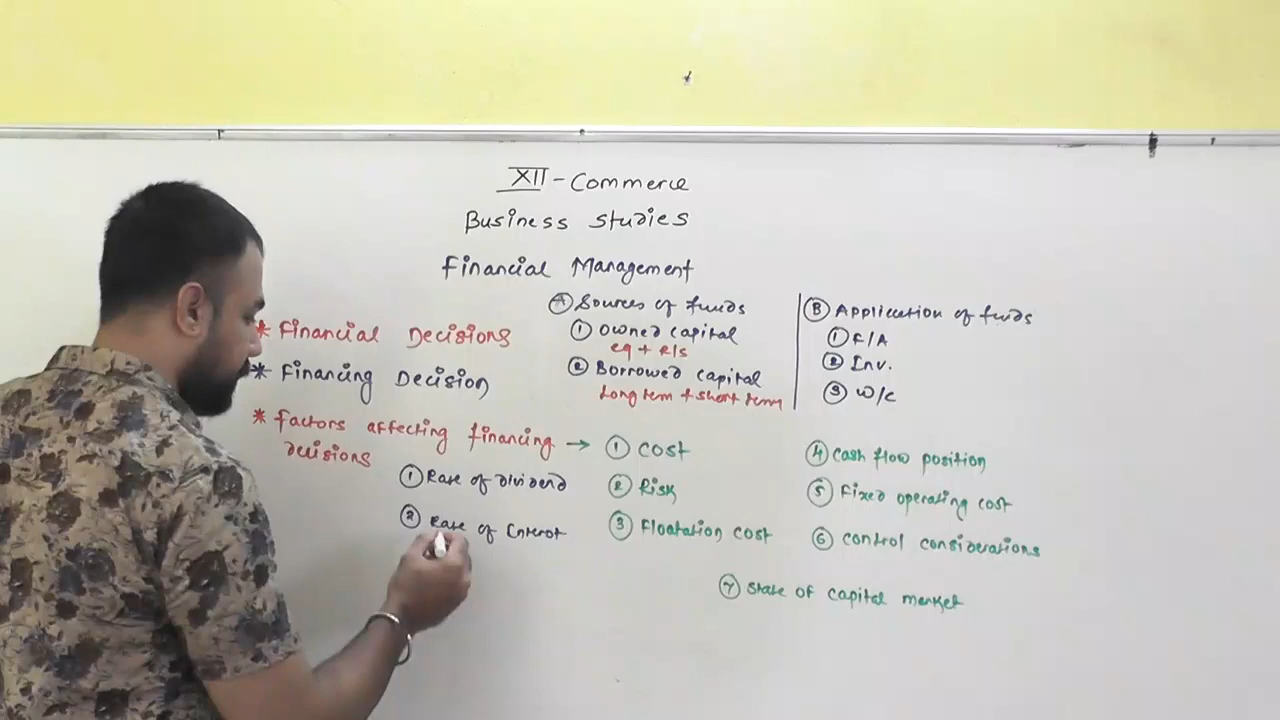 XII - Commerce
Business Studies
Financial Management
* Financial Decisions
* Financing Decision
Ⓐ Sources of funds
① Owned capital
eq + R/S
② Borrowed capital
Long term + short term
Ⓑ Application of funds
① F/A
② Inv.
③ W/C
* Factors affecting financing →
decisions
① Rate of dividend
② Rate of Interest
① Cost
② Risk
③ Floatation cost
④ Cash flow position
⑤ Fixed operating cost
⑥ Control considerations
⑦ State of capital market